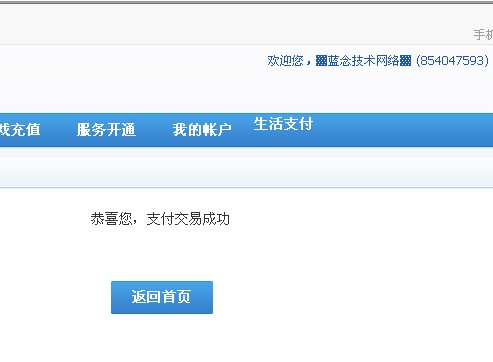 手机
欢迎您，▓蓝念技术网络▓ (854047593)
戏充值 服务开通 我的帐户 生活支付
恭喜您，支付交易成功
返回首页